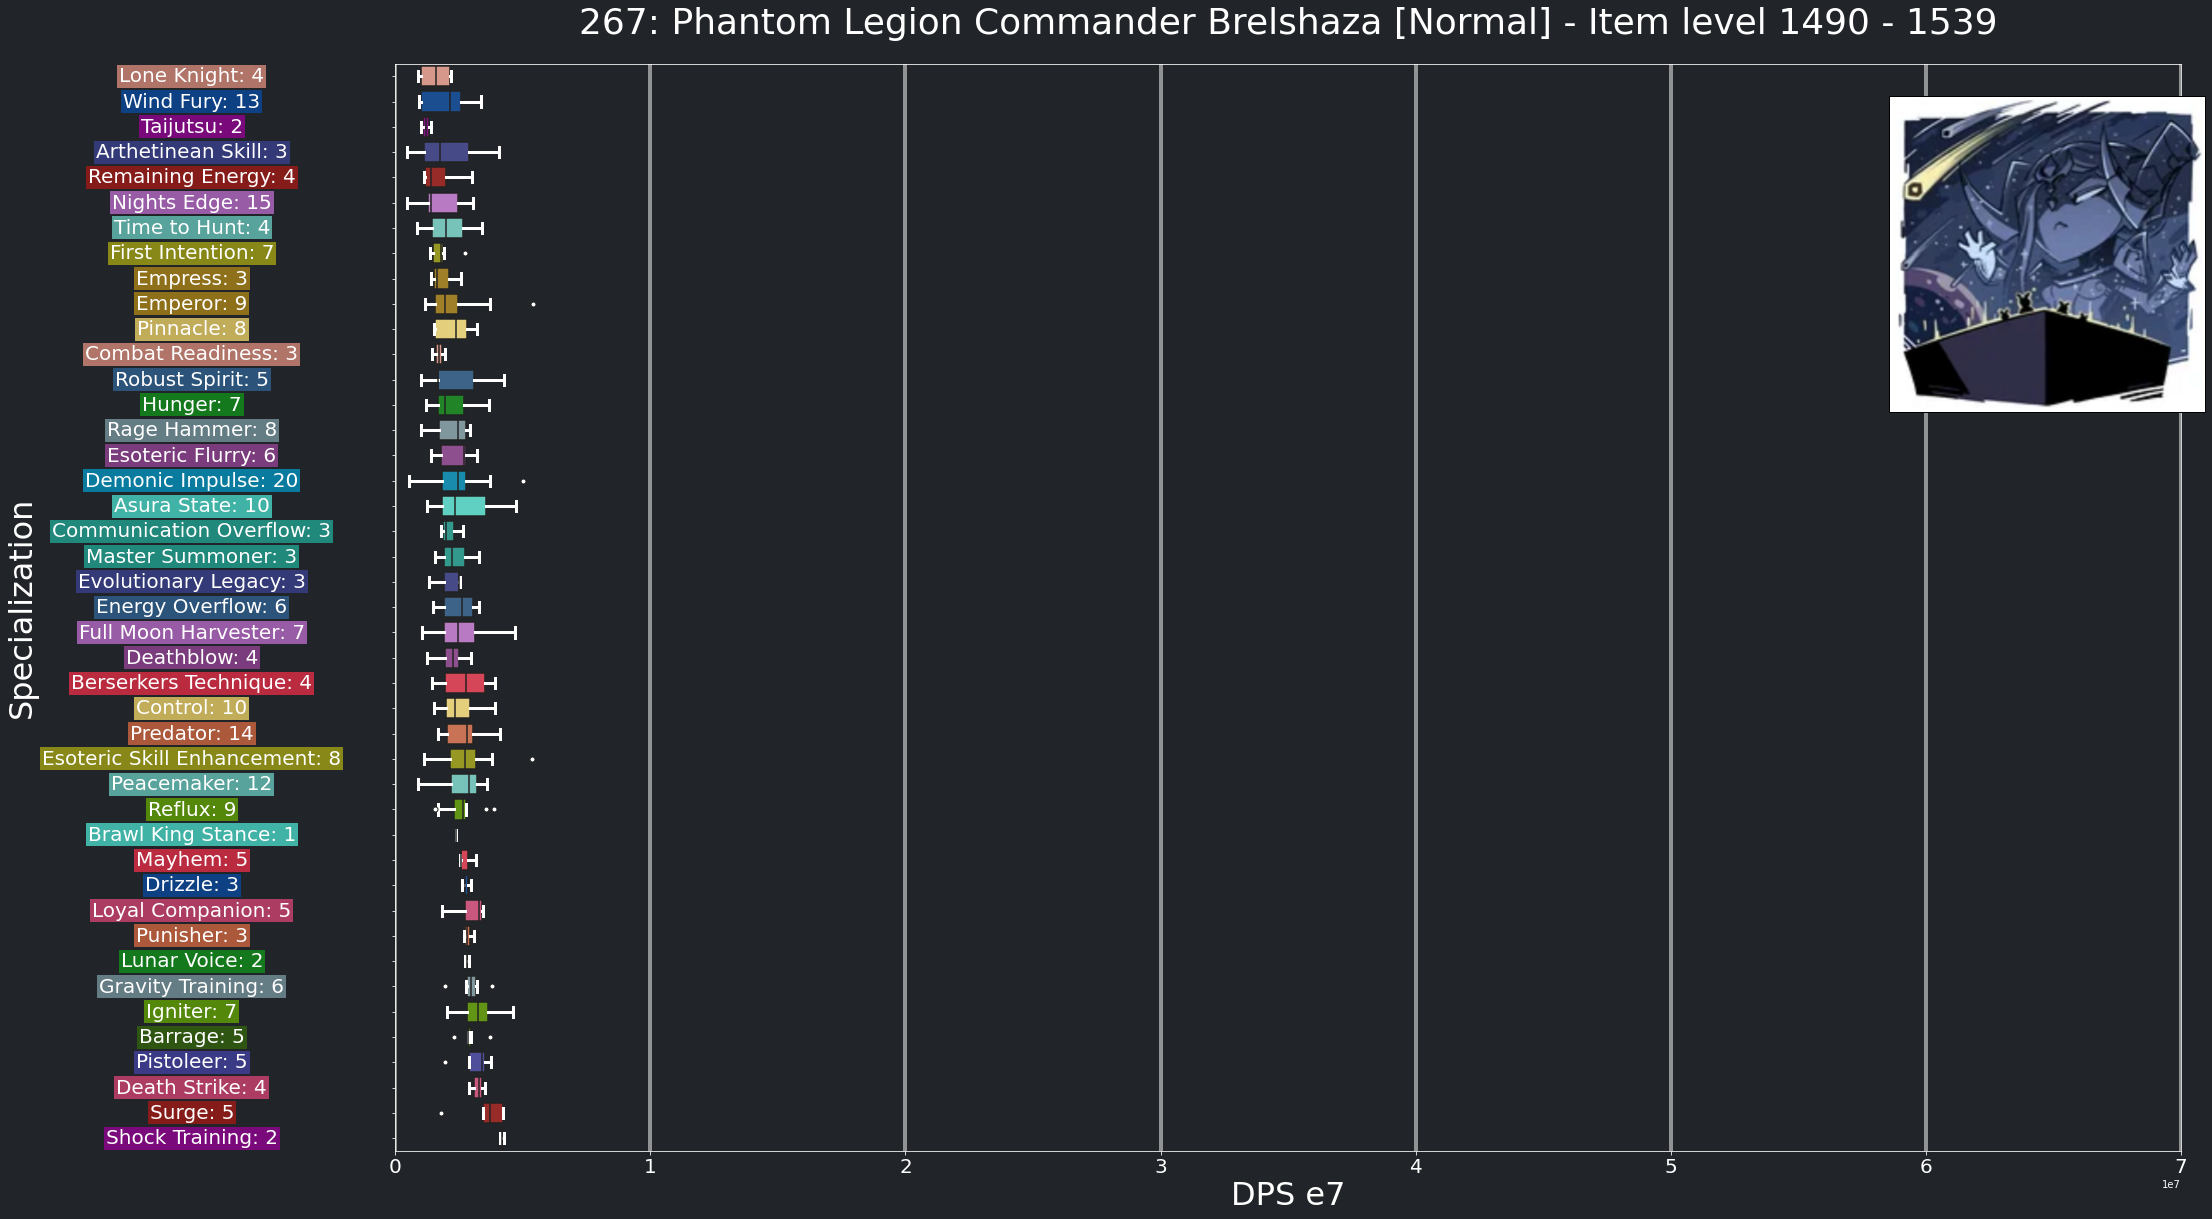 267: Phantom Legion Commander Brelshaza [Normal] - Item level 1490 - 1539
Specialization
Lone Knight: 4
Wind Fury: 13
Taijutsu: 2
Arthetinean Skill: 3
Remaining Energy: 4
Nights Edge: 15
Time to Hunt: 4
First Intention: 7
Empress: 3
Emperor: 9
Pinnacle: 8
Combat Readiness: 3
Robust Spirit: 5
Hunger: 7
Rage Hammer: 8
Esoteric Flurry: 6
Demonic Impulse: 20
Asura State: 10
Communication Overflow: 3
Master Summoner: 3
Evolutionary Legacy: 3
Energy Overflow: 6
Full Moon Harvester: 7
Deathblow: 4
Berserkers Technique: 4
Control: 10
Predator: 14
Esoteric Skill Enhancement: 8
Peacemaker: 12
Reflux: 9
Brawl King Stance: 1
Mayhem: 5
Drizzle: 3
Loyal Companion: 5
Punisher: 3
Lunar Voice: 2
Gravity Training: 6
Igniter: 7
Barrage: 5
Pistoleer: 5
Death Strike: 4
Surge: 5
Shock Training: 2
0 1 2 3 4 5 6 7
1e7
DPS e7